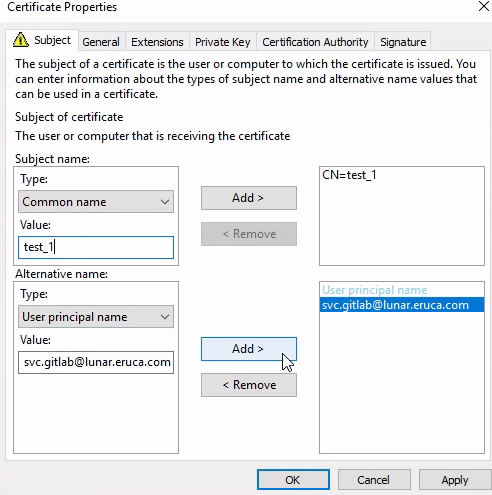 Certificate Properties
Subject
General
Extensions
Private Key
Certification Authority
Signature
The subject of a certificate is the user or computer to which the certificate is issued. You
can enter information about the types of subject name and alternative name values that
can be used in a certificate.
Subject of certificate
The user or computer that is receiving the certificate
Subject name:
Type:
Common name
Value:
test_1
Add >
< Remove
CN=test_1
Alternative name:
Type:
User principal name
Value:
svc.gitlab@lunar.eruca.com
Add >
< Remove
User principal name
svc.gitlab@lunar.eruca.com
OK
Cancel
Apply